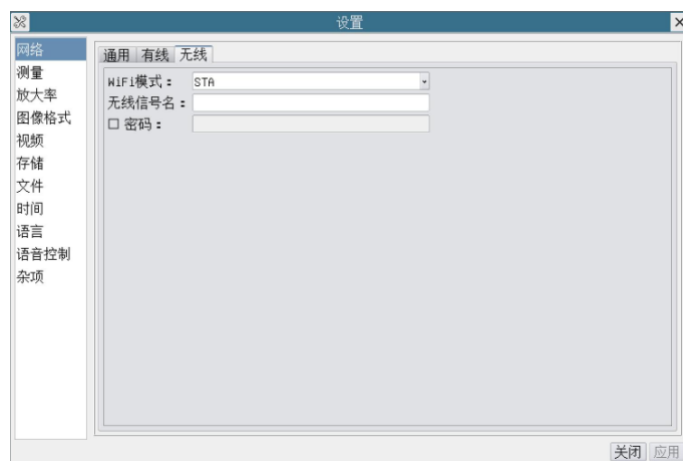 设置
网络
测量
放大率
图像格式
视频
存储
文件
时间
语言
语音控制
杂项
通用 有线 无线
WiFi模式： STA
无线信号名：
密码：
关闭 应用